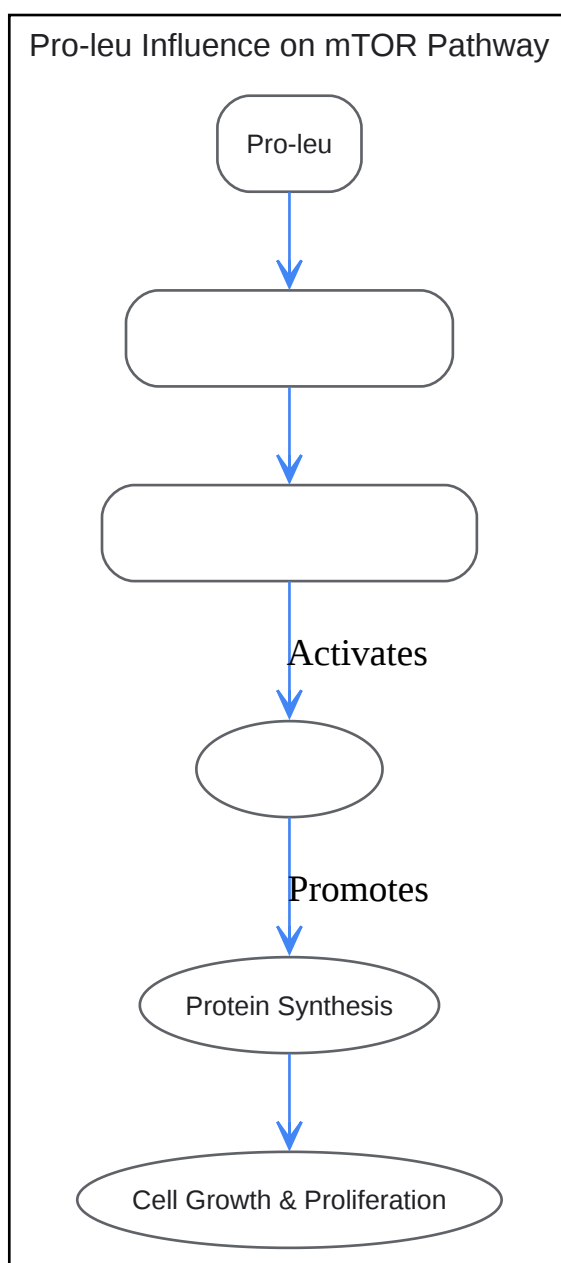 Pro-leu Influence on mTOR Pathway
Pro-leu
Activates
Promotes
Protein Synthesis
Cell Growth & Proliferation